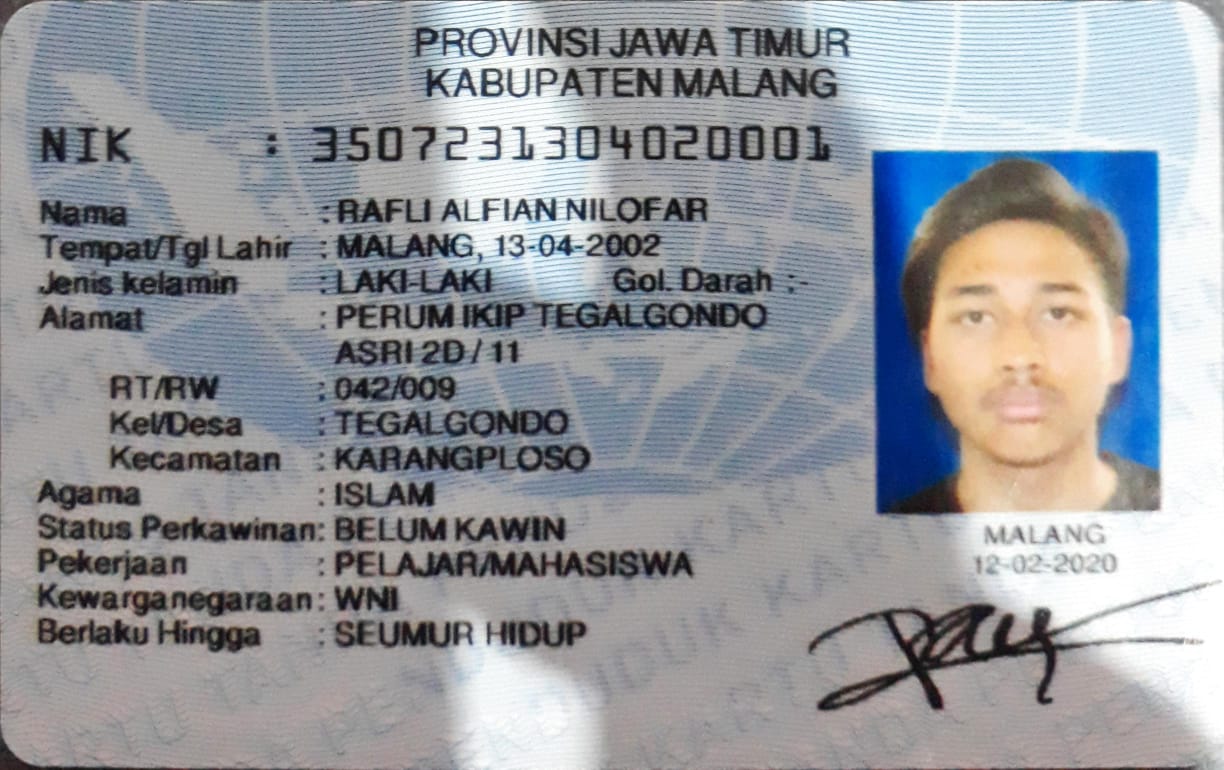 PROVINSI JAWA TIMUR
KABUPATEN MALANG
NIK : 3507231304020001
Nama : RAFLI ALFIAN NILOFAR
Tempat/Tgl Lahir : MALANG, 13-04-2002
Jenis kelamin : LAKI-LAKI Gol. Darah :-
Alamat : PERUM IKIP TEGALGONDO
ASRI 2D / 11
RT/RW : 042/009
Kel/Desa : TEGALGONDO
Kecamatan : KARANGPLOSO
Agama : ISLAM
Status Perkawinan: BELUM KAWIN
Pekerjaan : PELAJAR/MAHASISWA
Kewarganegaraan: WNI
Berlaku Hingga : SEUMUR HIDUP
MALANG
12-02-2020